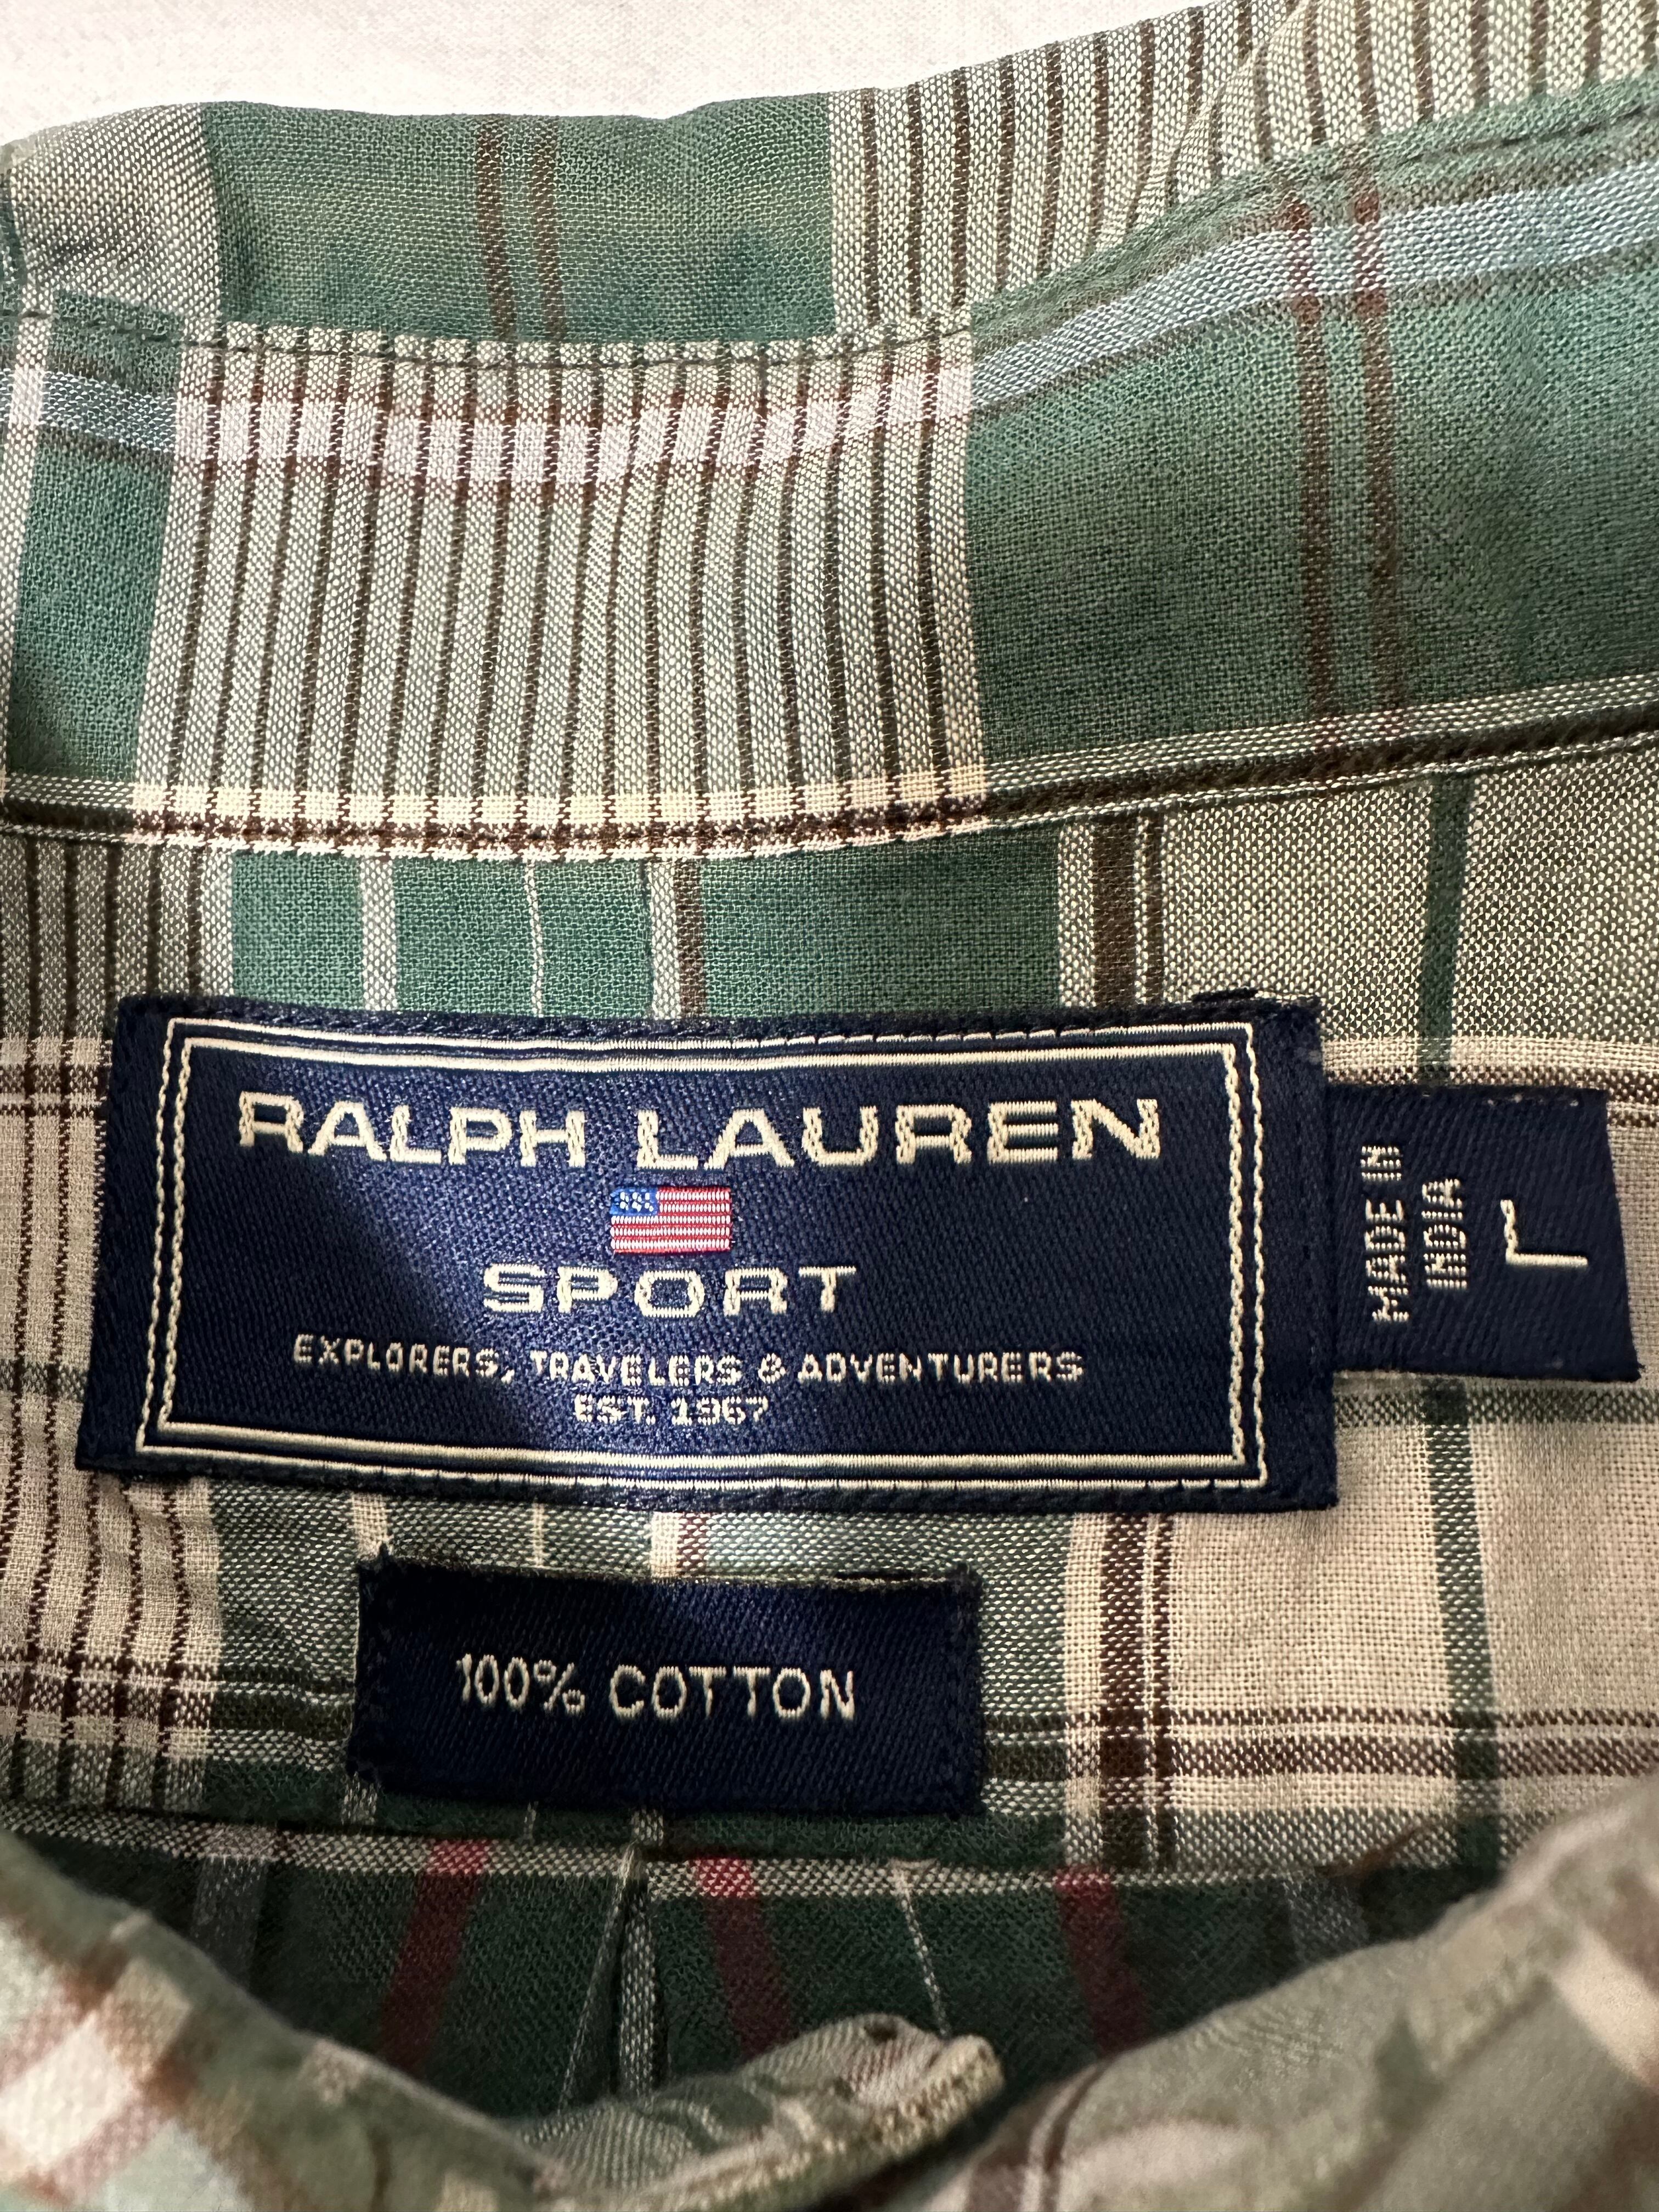 RALPH LAUREN
SPORT
EXPLORERS, TRAVELERS & ADVENTURERS
EST. 1967
MADE IN
INDIA
L
100% COTTON